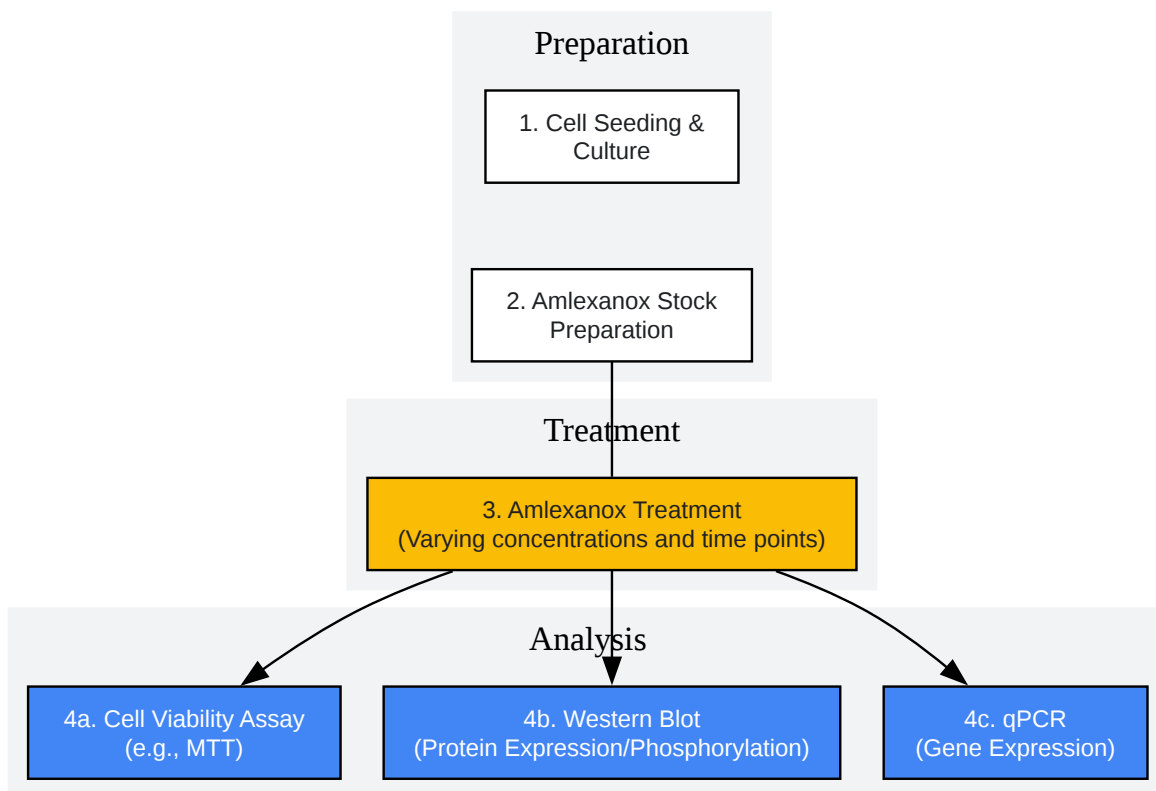 Preparation
1. Cell Seeding &
Culture
2. Amlexanox Stock
Preparation
Treatment
3. Amlexanox Treatment
(Varying concentrations and time points)
Analysis
4a. Cell Viability Assay
(e.g., MTT)
4b. Western Blot
(Protein Expression/Phosphorylation)
4c. qPCR
(Gene Expression)